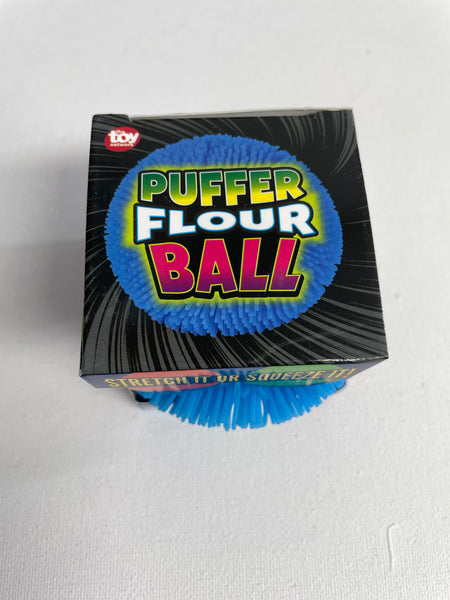 the
toy
network
PUFFER
FLOUR
BALL
STRETCH IT OR SQUEEZE IT!